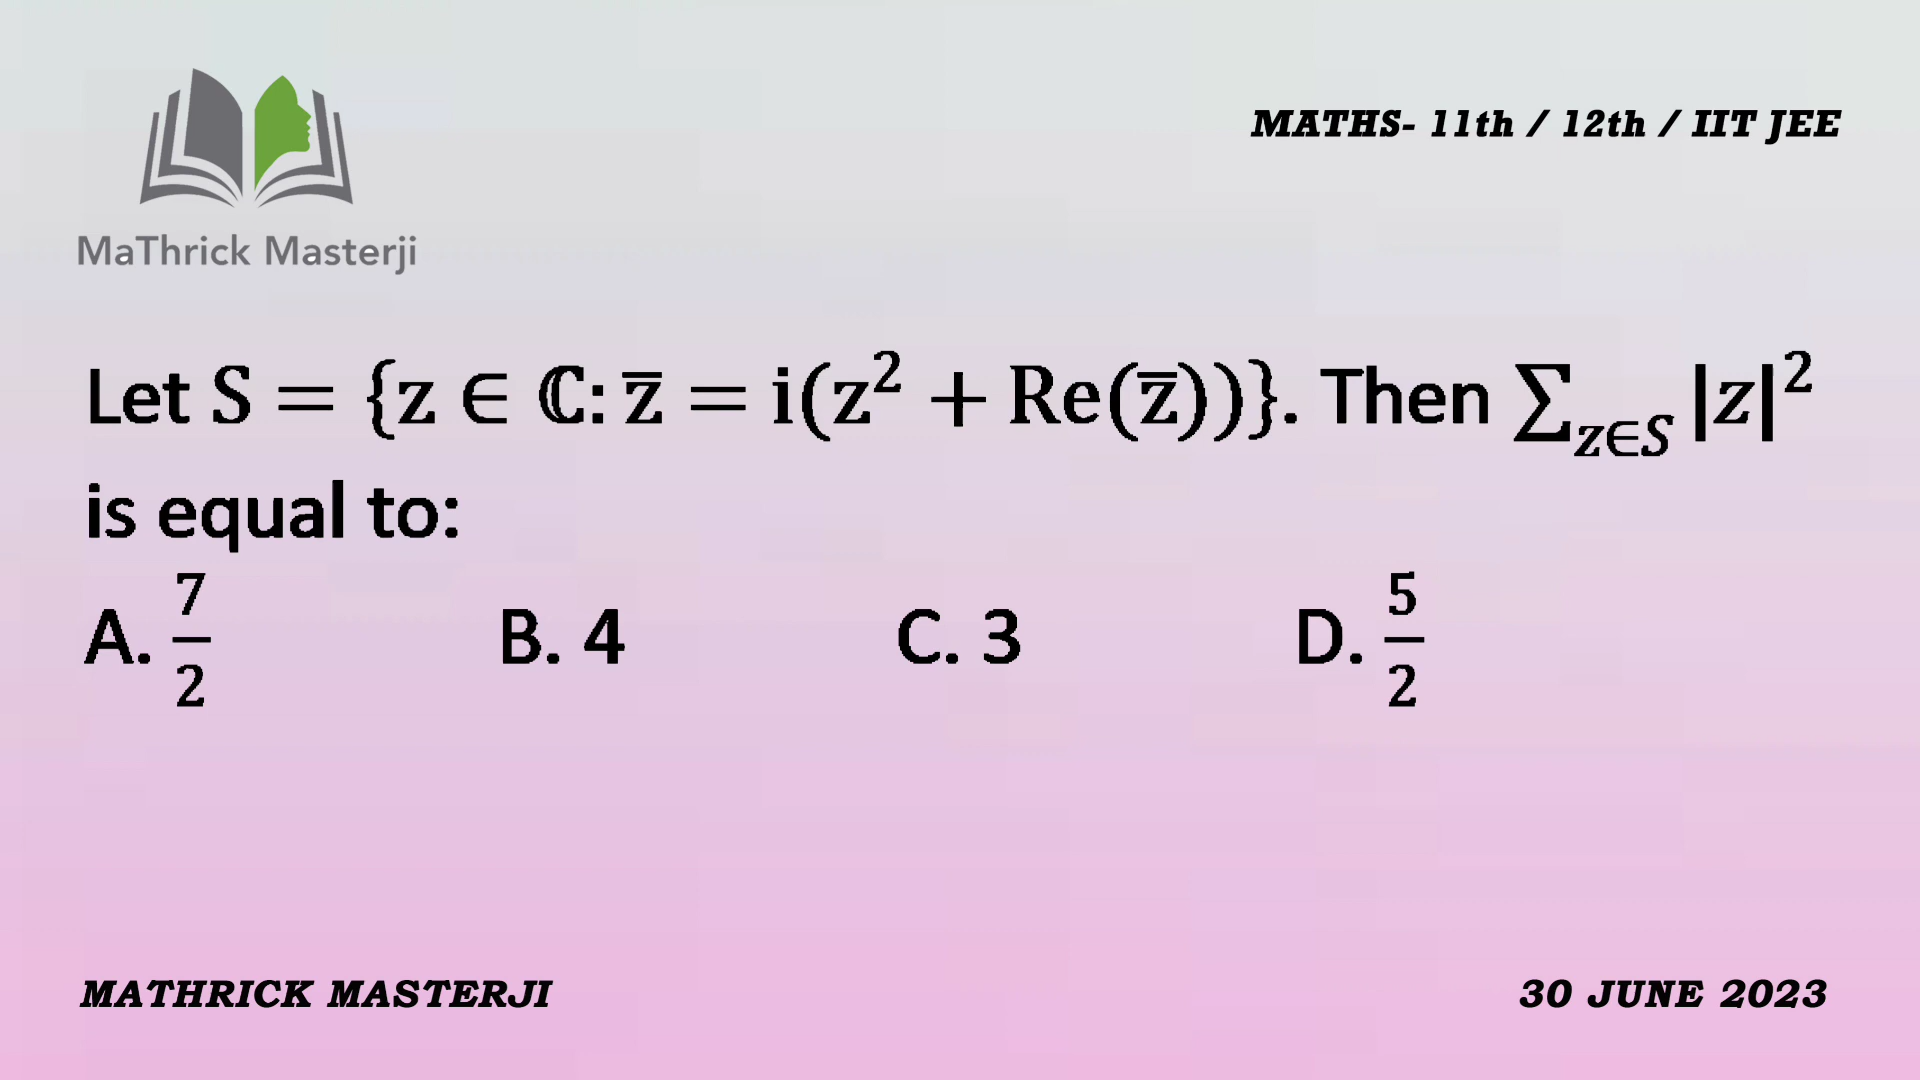 MATHS- 11th / 12th / IIT JEE
MaThrick Masterji
Let S = {z ∈ ℂ: z̅ = i(z² + Re(z̅))}. Then ∑_{z∈S} |z|²
is equal to:
A. 7/2 B. 4 C. 3 D. 5/2
MATHRICK MASTERJI 30 JUNE 2023